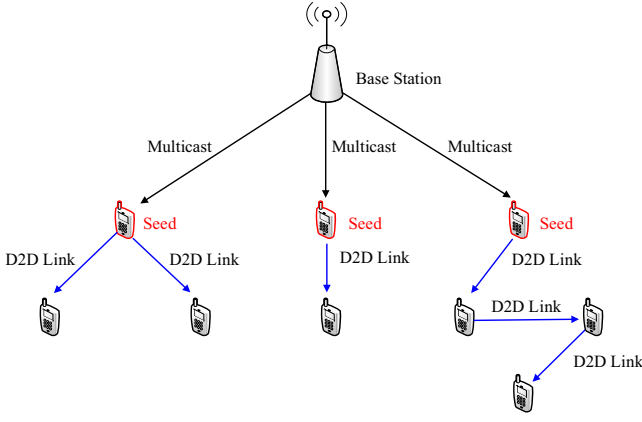 Base Station
Multicast
Multicast
Multicast
Seed
Seed
Seed
D2D Link
D2D Link
D2D Link
D2D Link
D2D Link
D2D Link